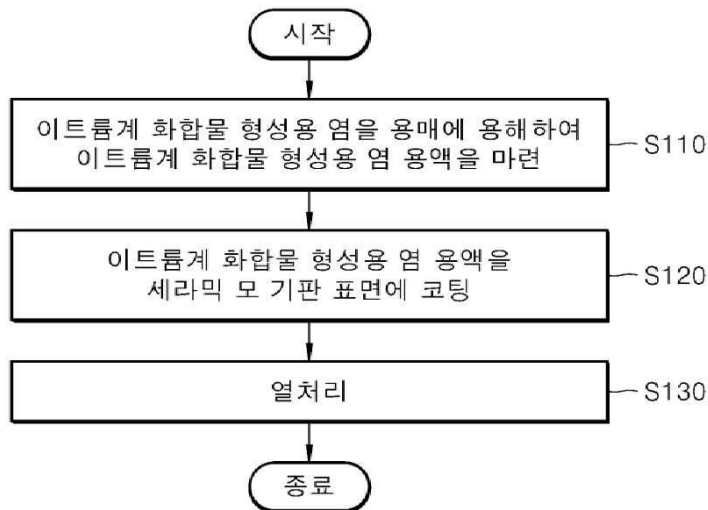 시작
이트륨계 화합물 형성용 염을 용매에 용해하여
이트륨계 화합물 형성용 염 용액을 마련
S110
이트륨계 화합물 형성용 염 용액을
세라믹 모 기판 표면에 코팅
S120
열처리
S130
종료